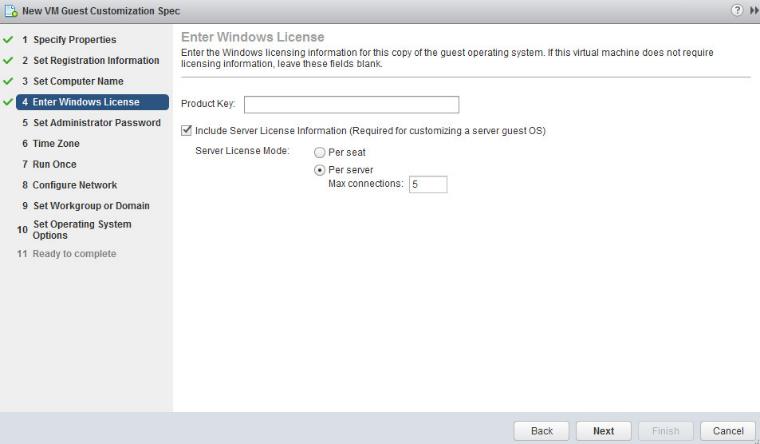 New VM Guest Customization Spec
1 Specify Properties
2 Set Registration Information
3 Set Computer Name
4 Enter Windows License
5 Set Administrator Password
6 Time Zone
7 Run Once
8 Configure Network
9 Set Workgroup or Domain
10 Set Operating System
Options
11 Ready to complete
Enter Windows License
Enter the Windows licensing information for this copy of the guest operating system. If this virtual machine does not require
licensing information, leave these fields blank.
Product Key:
Include Server License Information (Required for customizing a server guest OS)
Server License Mode: Per seat
Per server
Max connections: 5
Back Next Finish Cancel